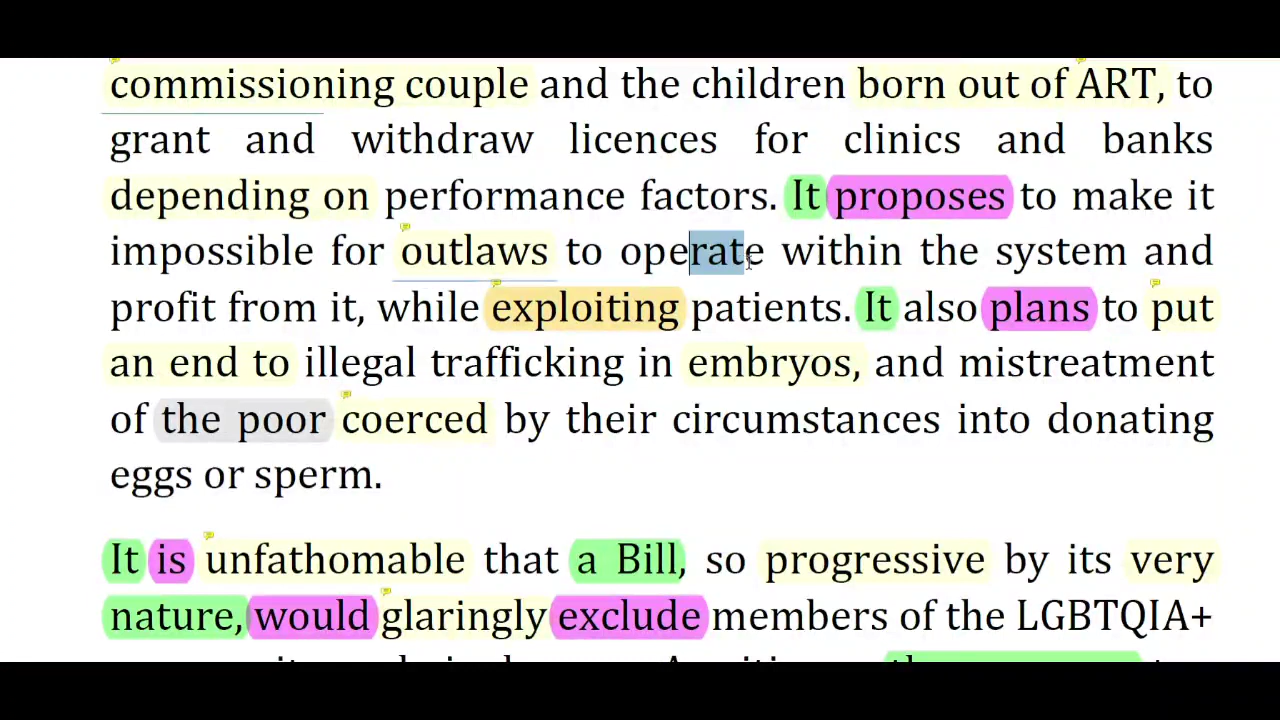 commissioning couple and the children born out of ART, to
grant and withdraw licences for clinics and banks
depending on performance factors. It proposes to make it
impossible for outlaws to operate within the system and
profit from it, while exploiting patients. It also plans to put
an end to illegal trafficking in embryos, and mistreatment
of the poor coerced by their circumstances into donating
eggs or sperm.
It is unfathomable that a Bill, so progressive by its very
nature, would glaringly exclude members of the LGBTQIA+